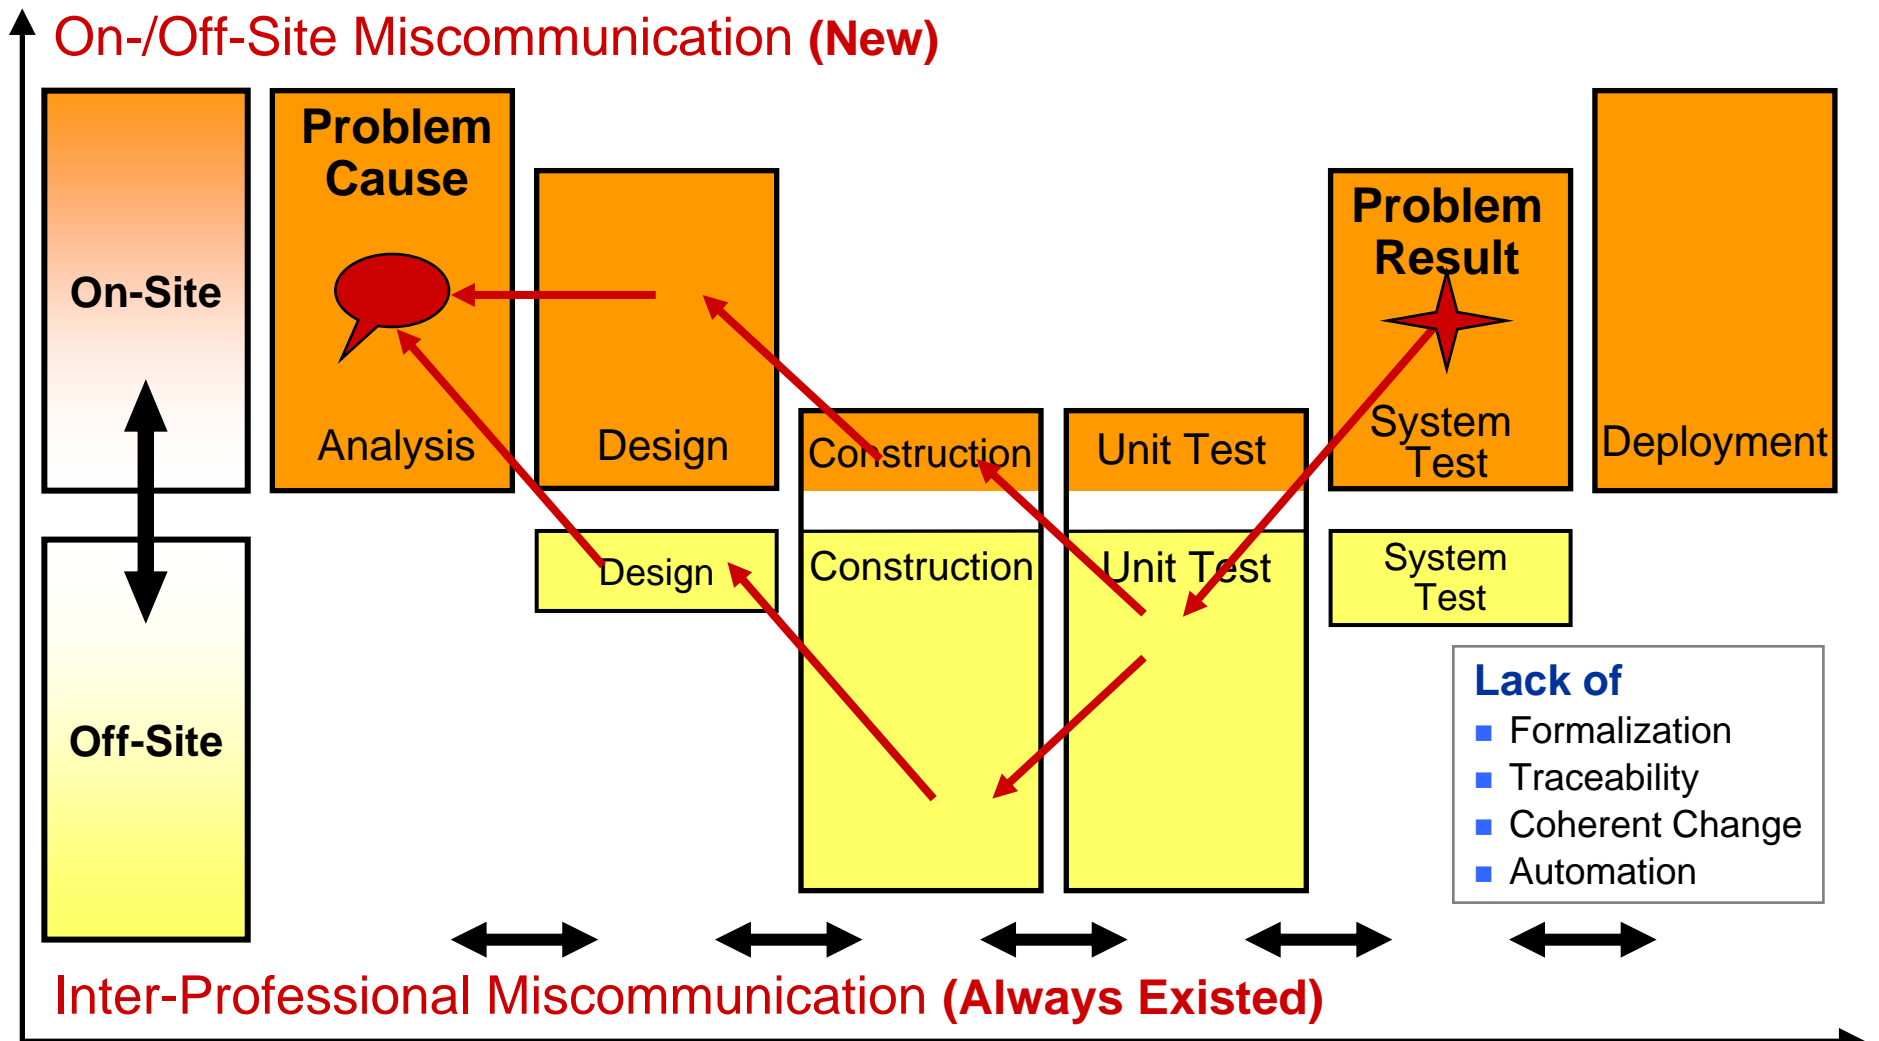 On-/Off-Site Miscommunication (New)
On-Site
Problem
Cause
Analysis
Design
Construction
Unit Test
Problem
Result
System
Test
Deployment
Off-Site
Design
Construction
Unit Test
System
Test
Lack of
Formalization
Traceability
Coherent Change
Automation
Inter-Professional Miscommunication (Always Existed)